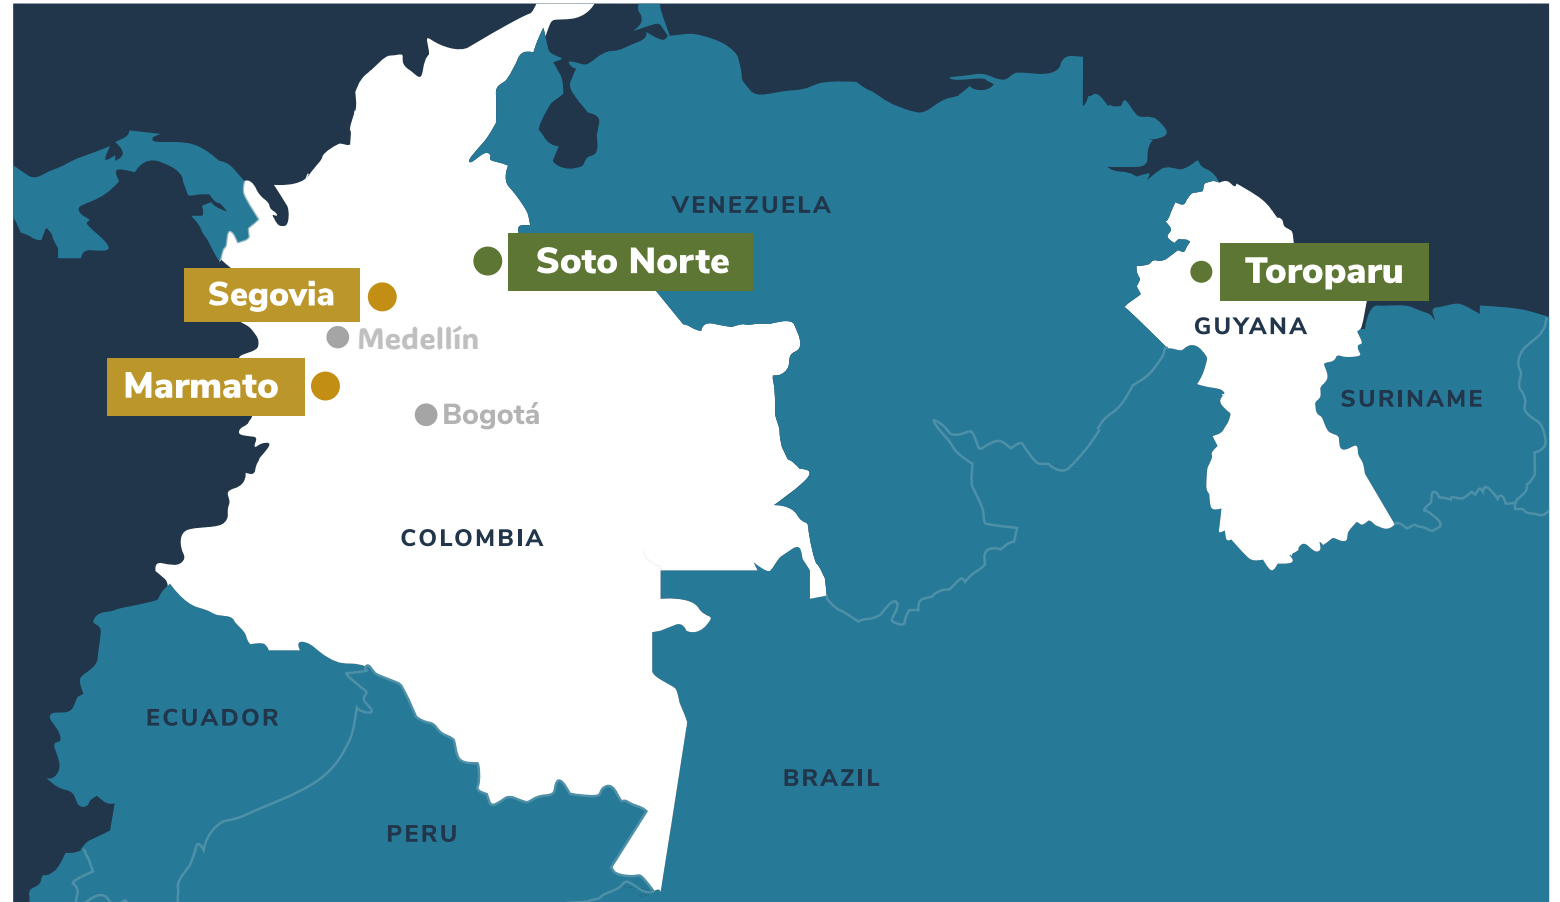 VENEZUELA
Soto Norte
Toroparu
Segovia
GUYANA
Medellín
Marmato
SURINAME
Bogotá
COLOMBIA
ECUADOR
BRAZIL
PERU